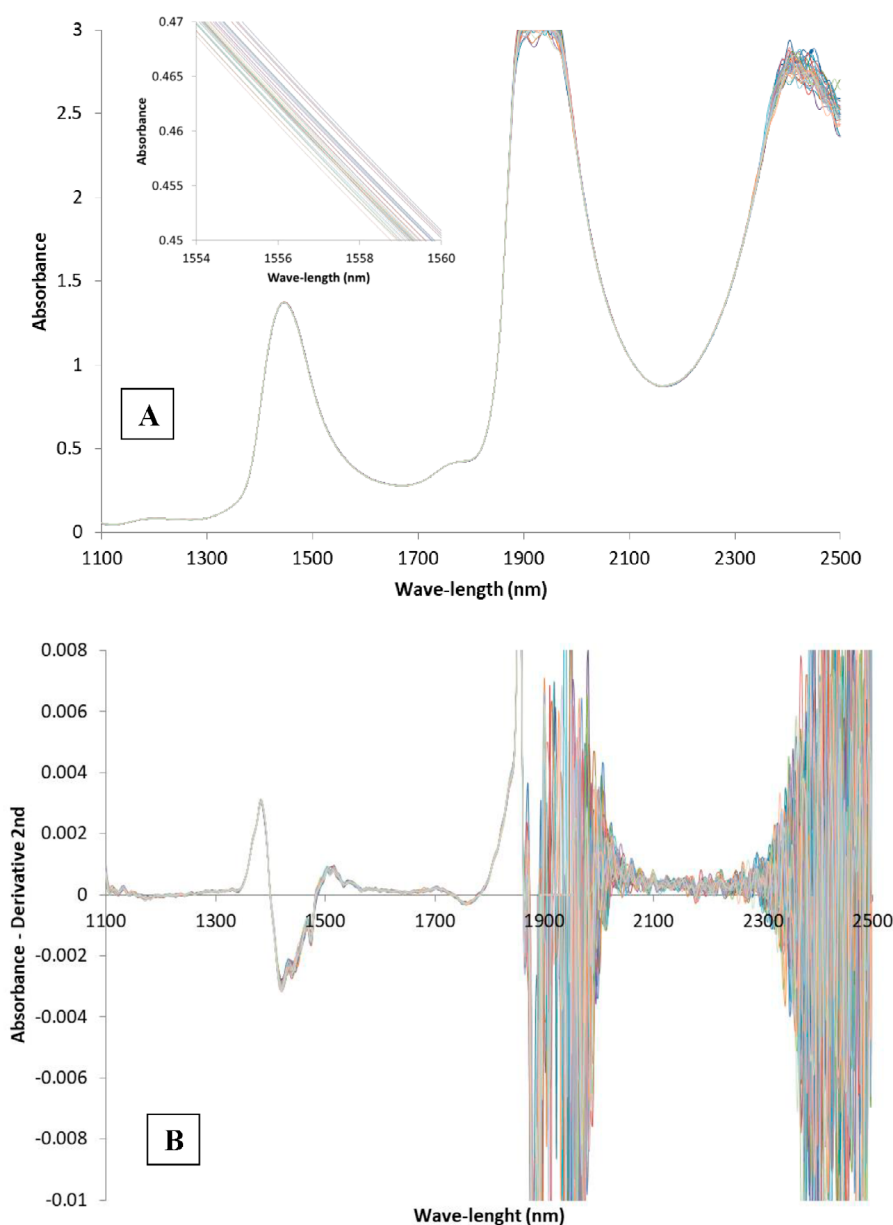 0.47
0.465
0.46
0.455
0.45
Absorbance
1554 1556 1558 1560
Wave-length (nm)
3
2.5
2
1.5
1
0.5
0
Absorbance
A
1100 1300 1500 1700 1900 2100 2300 2500
Wave-length (nm)
0.008
0.006
0.004
0.002
0
-0.002
-0.004
-0.006
-0.008
-0.01
Absorbance - Derivative 2nd
1100 1300 1500 1700 1900 2100 2300 2500
B
Wave-lenght (nm)